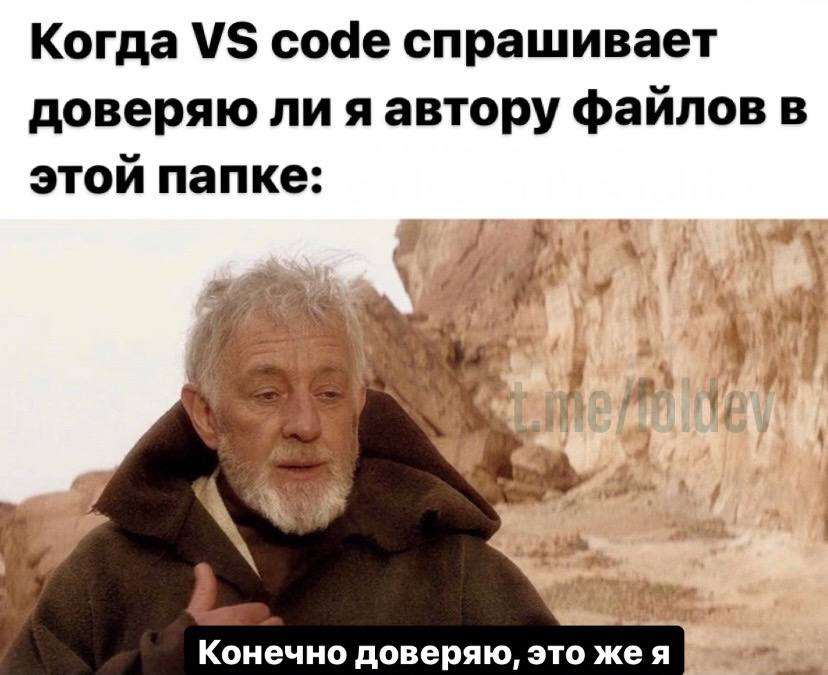 Когда VS code спрашивает
доверяю ли я автору файлов в
этой папке:
t.me/loldev
Конечно доверяю, это же я